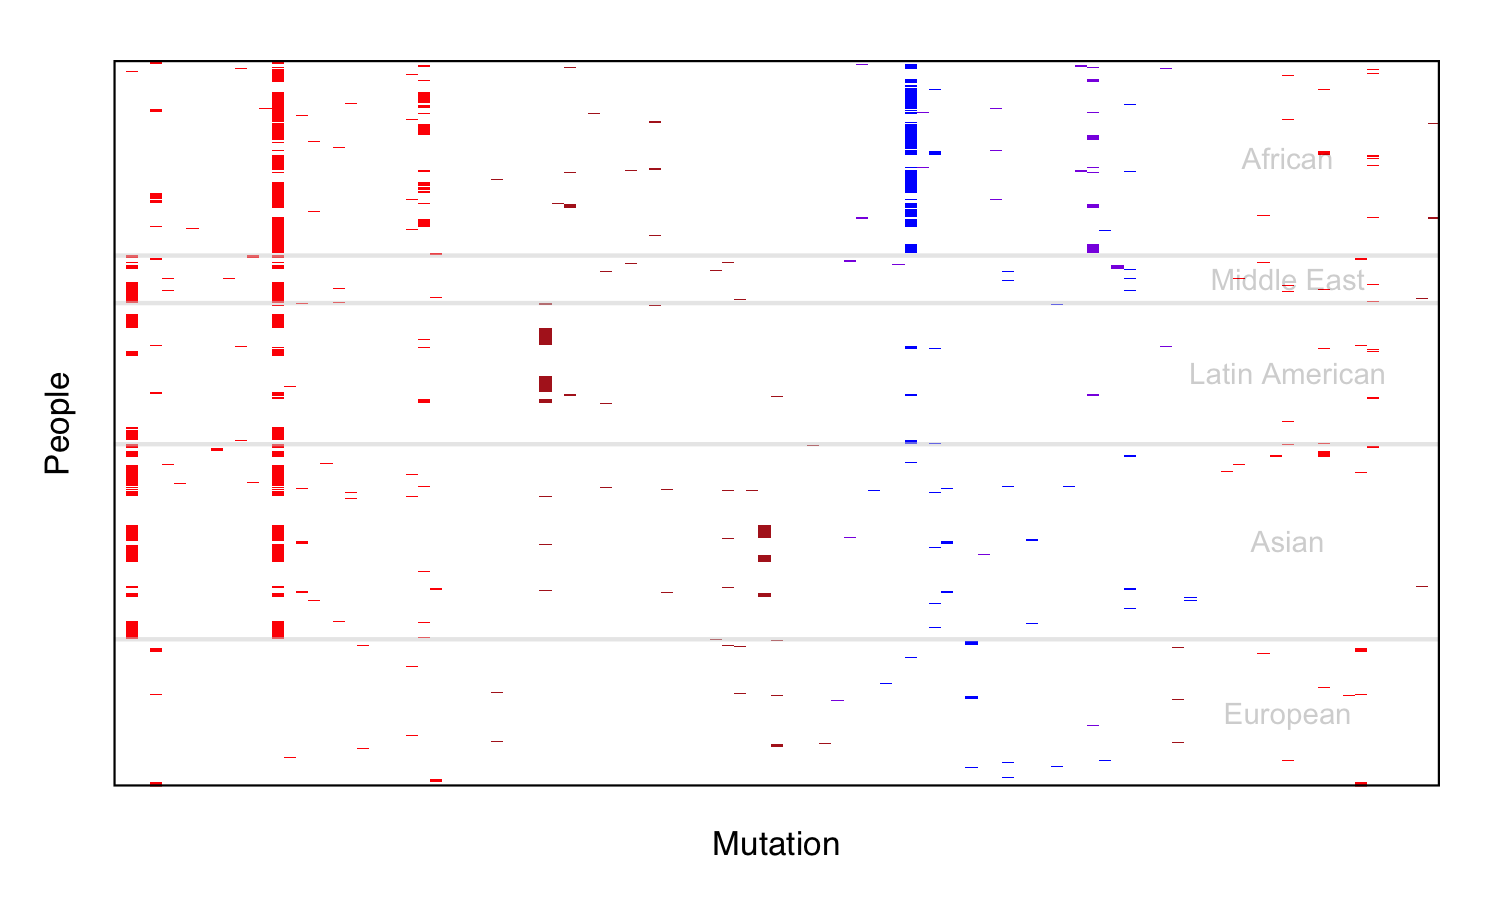 African
Middle East
Latin American
Asian
European
People
Mutation